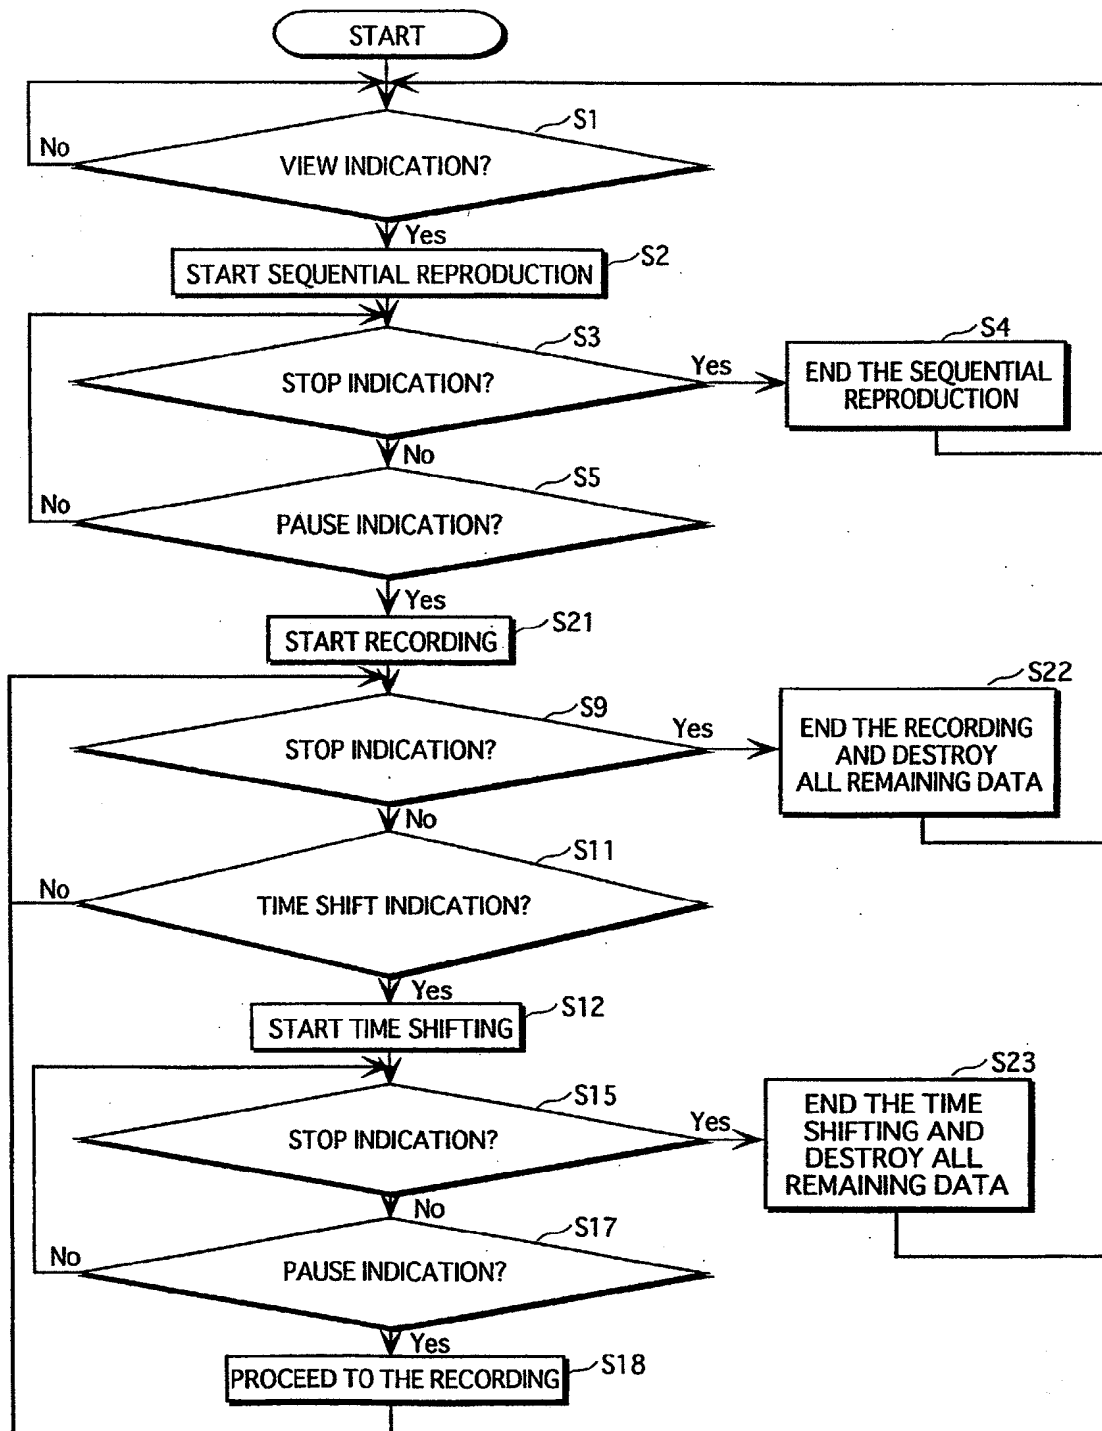 START
S1
No
VIEW INDICATION?
Yes
S2
START SEQUENTIAL REPRODUCTION
S3
S4
STOP INDICATION?
Yes
END THE SEQUENTIAL
REPRODUCTION
No
S5
No
PAUSE INDICATION?
Yes
S21
START RECORDING
S22
S9
STOP INDICATION?
Yes
END THE RECORDING
AND DESTROY
ALL REMAINING DATA
No
S11
No
TIME SHIFT INDICATION?
Yes
S12
START TIME SHIFTING
S23
S15
STOP INDICATION?
Yes
END THE TIME
SHIFTING AND
DESTROY ALL
REMAINING DATA
No
S17
No
PAUSE INDICATION?
Yes
S18
PROCEED TO THE RECORDING